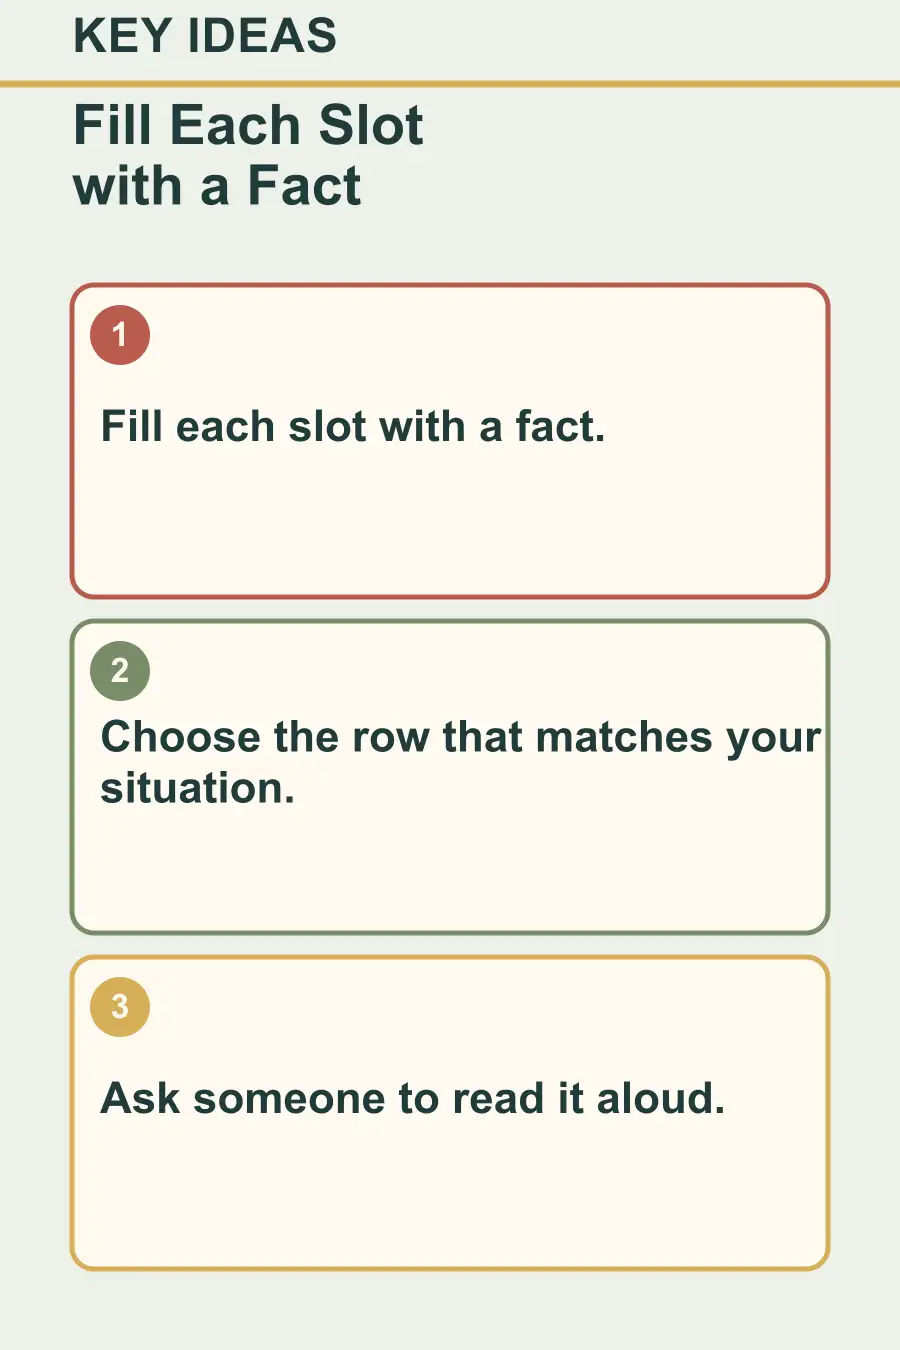 KEY IDEAS
Fill Each Slot
with a Fact
1
Fill each slot with a fact.
2
Choose the row that matches your
situation.
3
Ask someone to read it aloud.